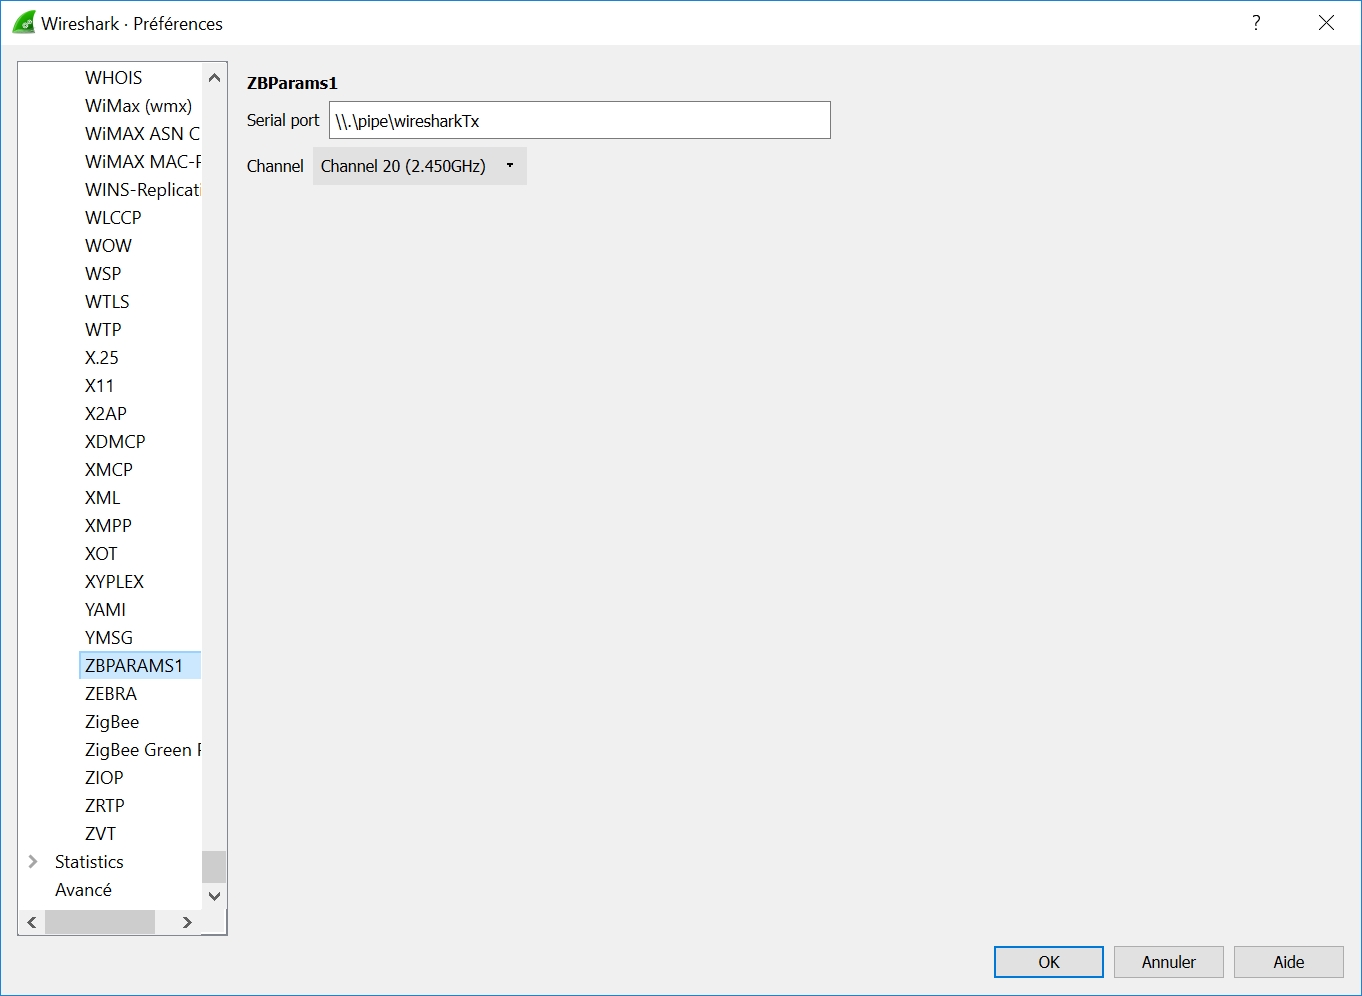 Wireshark · Préférences
?
WHOIS
WiMax (wmx)
WiMAX ASN C
WiMAX MAC-F
WINS-Replicati
WLCCP
WOW
WSP
WTLS
WTP
X.25
X11
X2AP
XDMCP
XMCP
XML
XMPP
XOT
XYPLEX
YAMI
YMSG
ZBPARAMS1
ZEBRA
ZigBee
ZigBee Green P
ZIOP
ZRTP
ZVT
Statistics
Avancé
ZBParams1
Serial port \\.\pipe\wiresharkTx
Channel Channel 20 (2.450GHz)
OK Annuler Aide